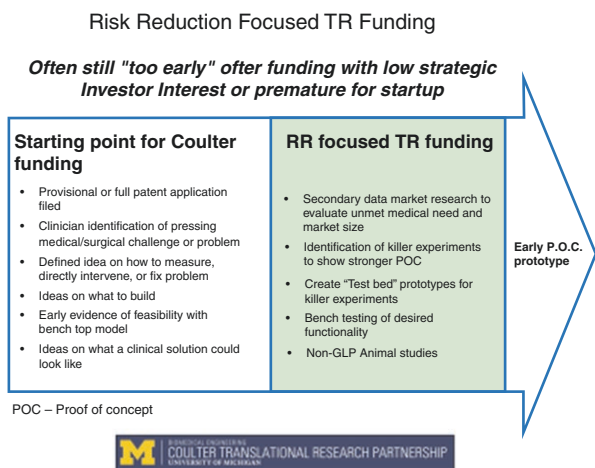 Risk Reduction Focused TR Funding
Often still "too early" ofter funding with low strategic
Investor Interest or premature for startup
Starting point for Coulter
funding
• Provisional or full patent application
filed
• Clinician identification of pressing
medical/surgical challenge or problem
• Defined idea on how to measure,
directly intervene, or fix problem
• Ideas on what to build
• Early evidence of feasibility with
bench top model
• Ideas on what a clinical solution could
look like
RR focused TR funding
• Secondary data market research to
evaluate unmet medical need and
market size
• Identification of killer experiments
to show stronger POC
• Create “Test bed” prototypes for
killer experiments
• Bench testing of desired
functionality
• Non-GLP Animal studies
Early P.O.C.
prototype
POC – Proof of concept
M
BIOMEDICAL ENGINEERING
COULTER TRANSLATIONAL RESEARCH PARTNERSHIP
UNIVERSITY OF MICHIGAN